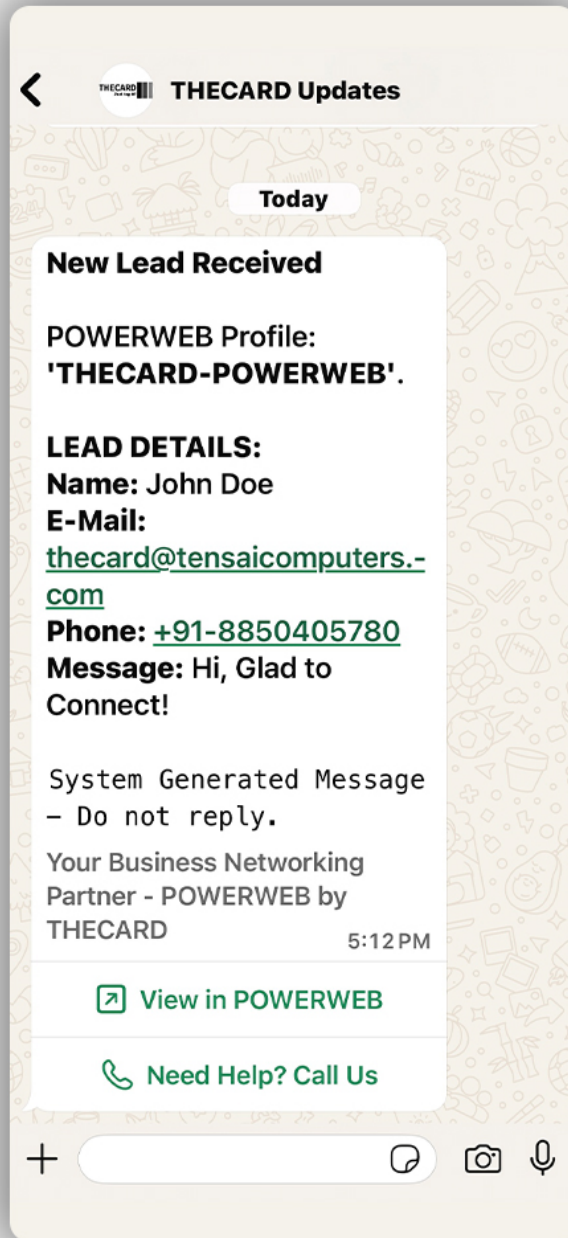 THECARD
THECARD Updates
Today
New Lead Received
POWERWEB Profile:
'THECARD-POWERWEB'.
LEAD DETAILS:
Name: John Doe
E-Mail:
thecard@tensaicomputers.-
com
Phone: +91-8850405780
Message: Hi, Glad to
Connect!
System Generated Message
– Do not reply.
Your Business Networking
Partner - POWERWEB by
THECARD
5:12 PM
View in POWERWEB
Need Help? Call Us